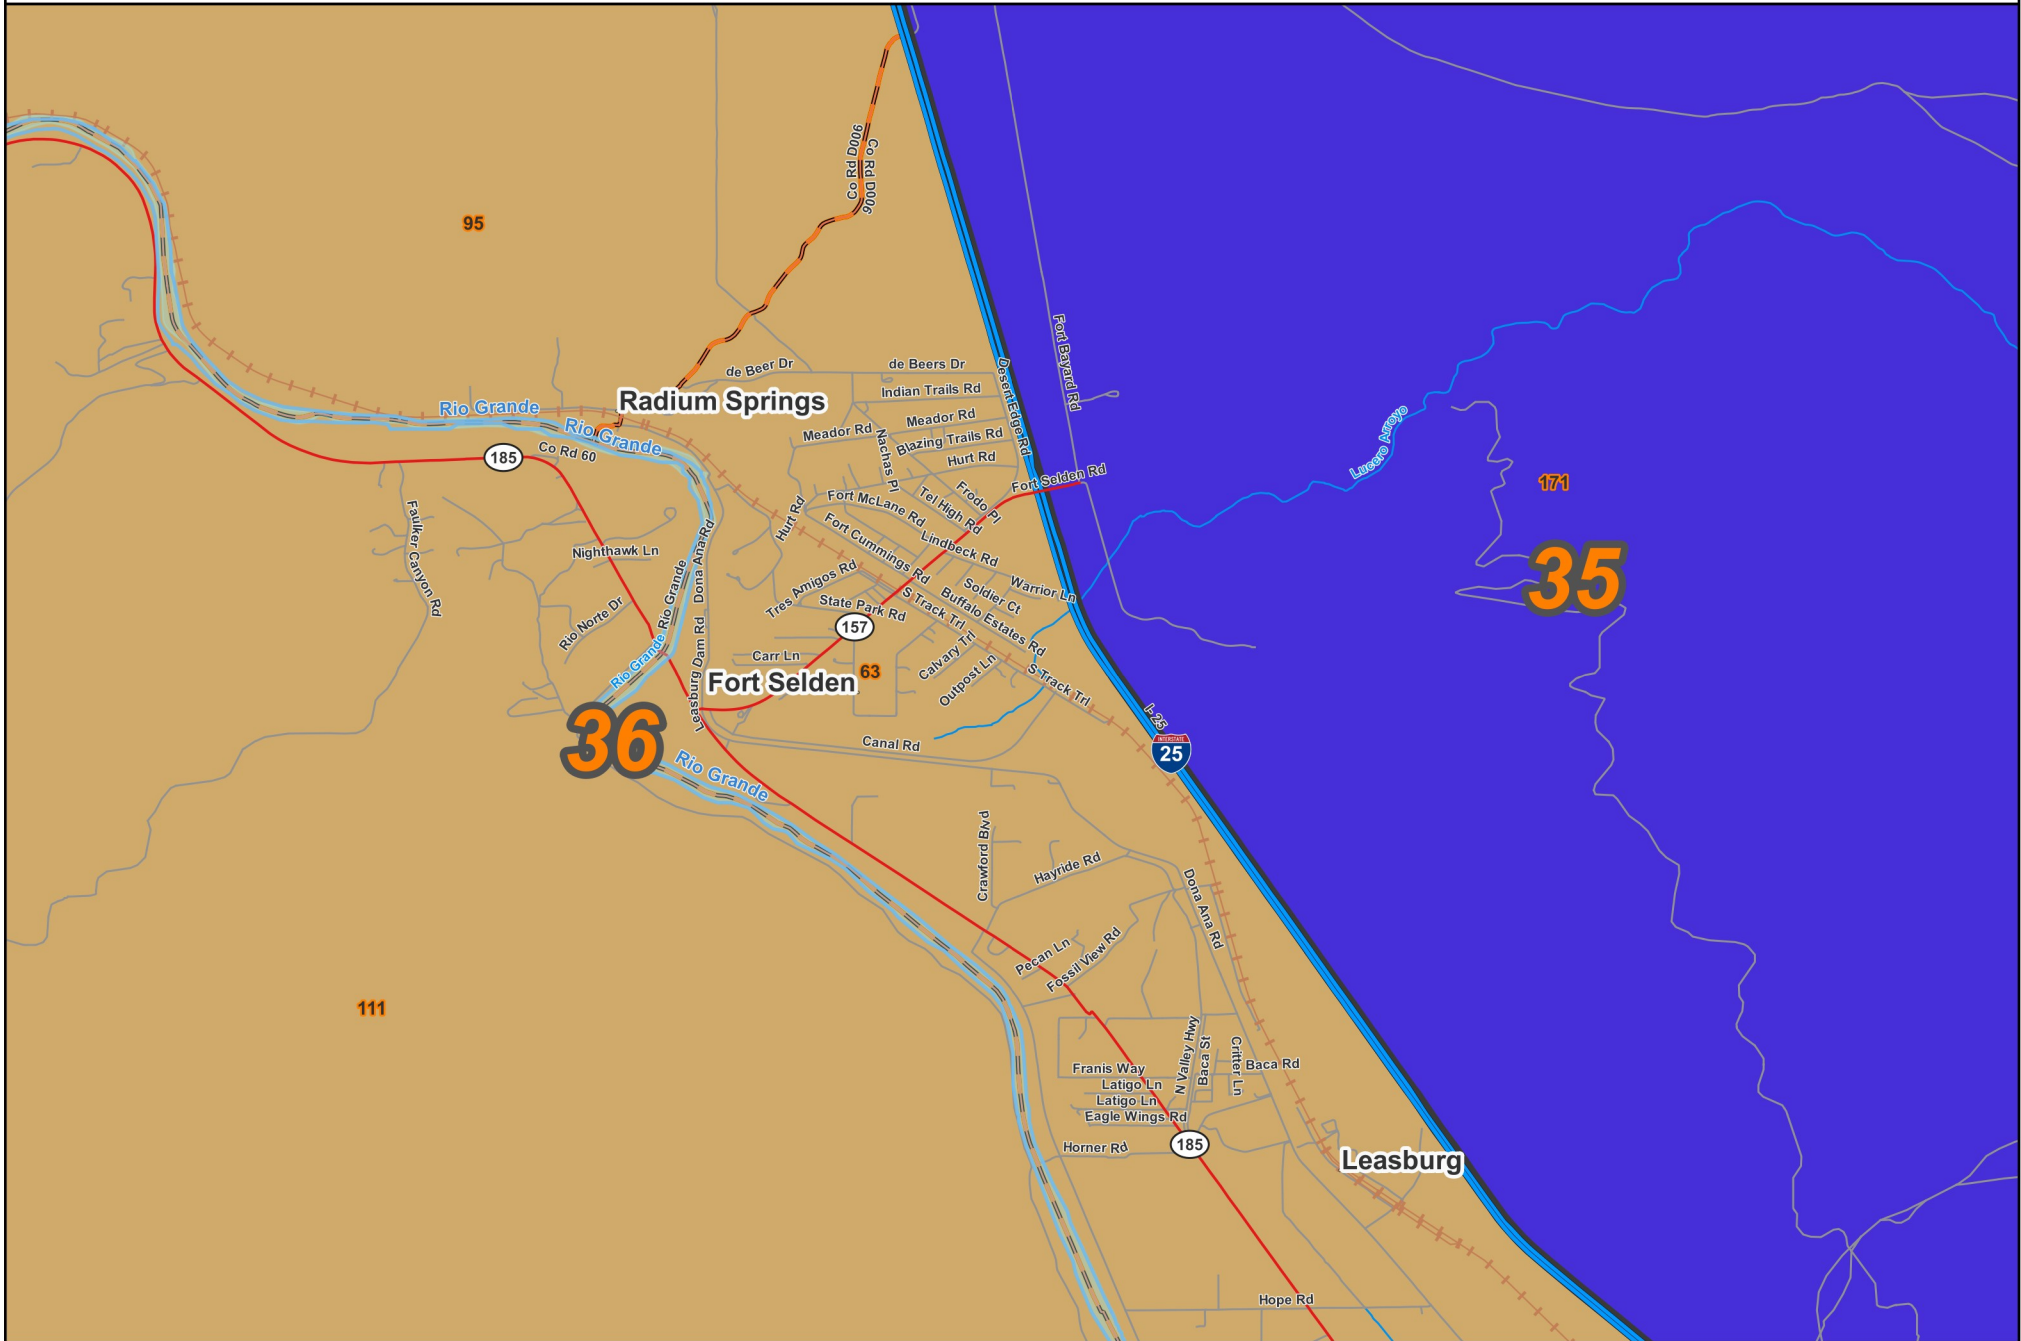 Co Rd D006
Co Rd D006
95
Fort Bayard Rd
de Beer Dr
de Beers Dr
Desert Edge Rd
Indian Trails Rd
Radium Springs
Rio Grande
Meador Rd
Meador Rd
Rio Grande
Nachas Pl
Blazing Trails Rd
Lucero Arroyo
185
Co Rd 60
Hurt Rd
Fort Selden Rd
171
Fort McLane Rd
Tel High Rd
Frodo Pl
Hurt Rd
Faulker Canyon Rd
Fort Cummings Rd
Lindbeck Rd
Nighthawk Ln
Dona Ana Rd
Rio Grande
Tres Amigos Rd
Warrior Ln
Soldier Ct
35
State Park Rd
S Track Trl
Buffalo Estates Rd
Rio Norte Dr
157
Rio Grande
Leasburg Dam Rd
Carr Ln
63
Calvary Trl
Outpost Ln
S Track Trl
Fort Selden
I- 25
36
Canal Rd
INTERSTATE
25
Rio Grande
Crawford Blvd
Hayride Rd
Dona Ana Rd
Pecan Ln
Fossil View Rd
111
N Valley Hwy
Baca St
Critter Ln
Baca Rd
Franis Way
Latigo Ln
Latigo Ln
Eagle Wings Rd
Horner Rd
185
Leasburg
Hope Rd